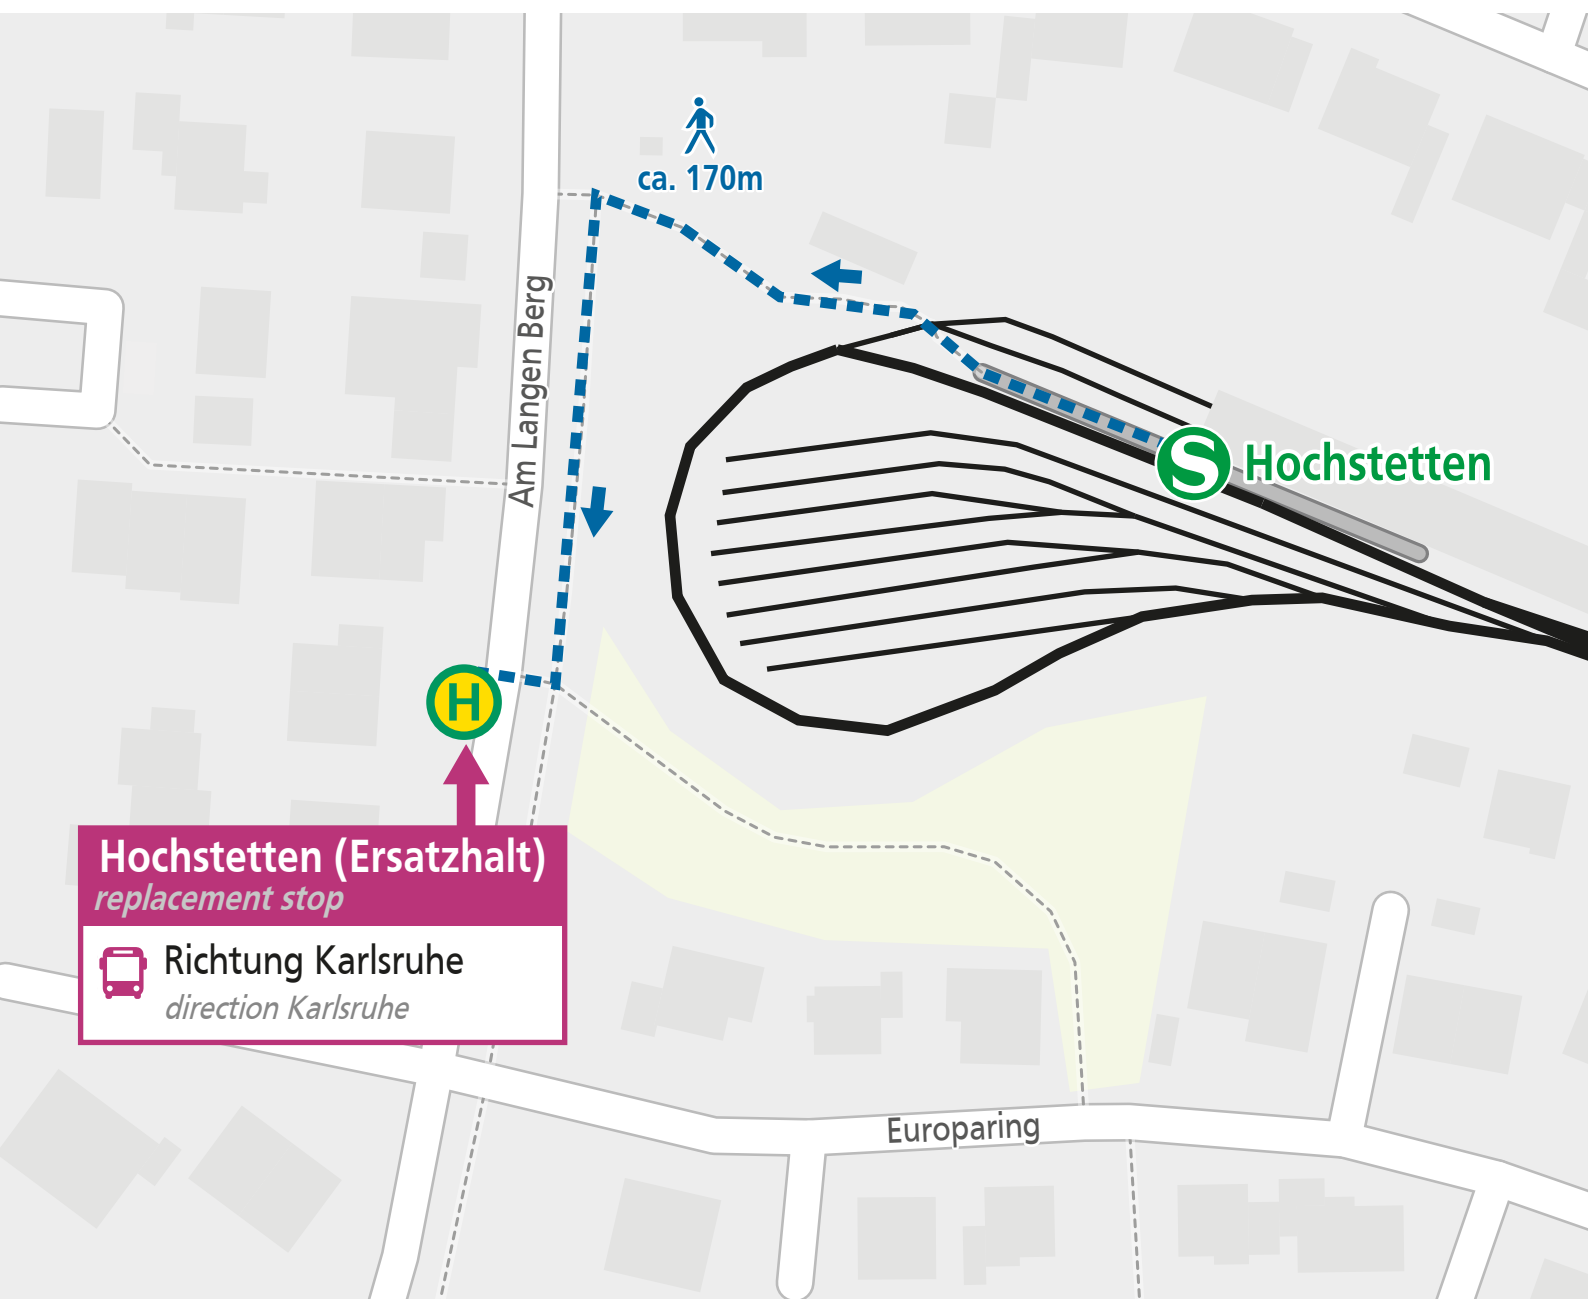 ca. 170m
Am Langen Berg
S Hochstetten
H
Hochstetten (Ersatzhalt)
replacement stop
Richtung Karlsruhe
direction Karlsruhe
Europaring